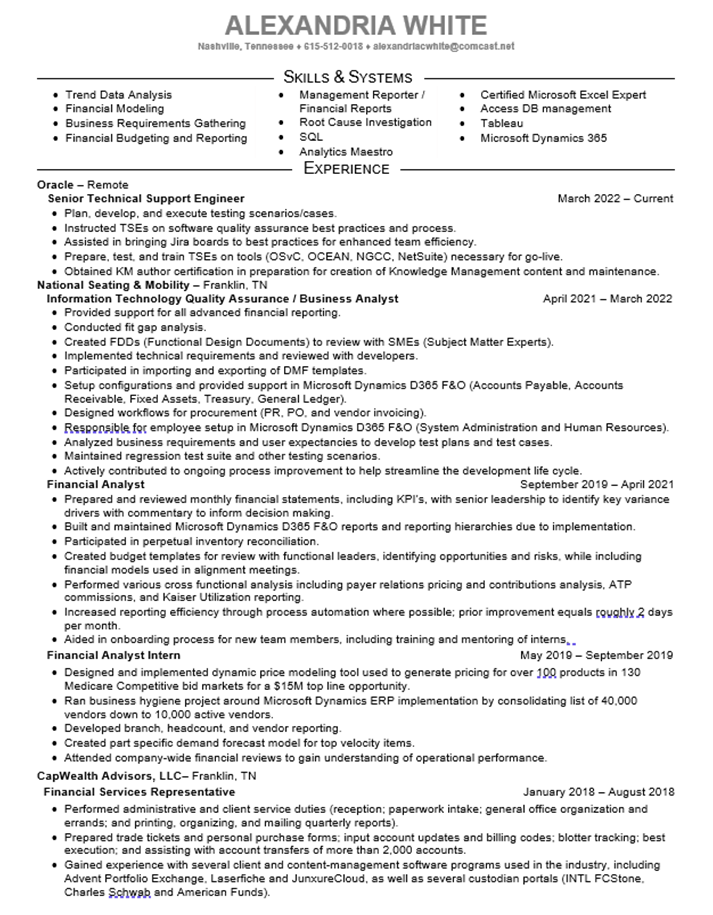 ALEXANDRIA WHITE
Nashville, Tennessee ♦ 615-512-0018 ♦ alexandriacwhite@comcast.net
SKILLS & SYSTEMS
• Trend Data Analysis
• Financial Modeling
• Business Requirements Gathering
• Financial Budgeting and Reporting
• Management Reporter /
Financial Reports
• Root Cause Investigation
• SQL
• Analytics Maestro
• Certified Microsoft Excel Expert
• Access DB management
• Tableau
• Microsoft Dynamics 365
EXPERIENCE
Oracle – Remote
Senior Technical Support Engineer March 2022 – Current
• Plan, develop, and execute testing scenarios/cases.
• Instructed TSEs on software quality assurance best practices and process.
• Assisted in bringing Jira boards to best practices for enhanced team efficiency.
• Prepare, test, and train TSEs on tools (OSvC, OCEAN, NGCC, NetSuite) necessary for go-live.
• Obtained KM author certification in preparation for creation of Knowledge Management content and maintenance.
National Seating & Mobility – Franklin, TN
Information Technology Quality Assurance / Business Analyst April 2021 – March 2022
• Provided support for all advanced financial reporting.
• Conducted fit gap analysis.
• Created FDDs (Functional Design Documents) to review with SMEs (Subject Matter Experts).
• Implemented technical requirements and reviewed with developers.
• Participated in importing and exporting of DMF templates.
• Setup configurations and provided support in Microsoft Dynamics D365 F&O (Accounts Payable, Accounts
Receivable, Fixed Assets, Treasury, General Ledger).
• Designed workflows for procurement (PR, PO, and vendor invoicing).
• Responsible for employee setup in Microsoft Dynamics D365 F&O (System Administration and Human Resources).
• Analyzed business requirements and user expectancies to develop test plans and test cases.
• Maintained regression test suite and other testing scenarios.
• Actively contributed to ongoing process improvement to help streamline the development life cycle.
Financial Analyst September 2019 – April 2021
• Prepared and reviewed monthly financial statements, including KPI's, with senior leadership to identify key variance
drivers with commentary to inform decision making.
• Built and maintained Microsoft Dynamics D365 F&O reports and reporting hierarchies due to implementation.
• Participated in perpetual inventory reconciliation.
• Created budget templates for review with functional leaders, identifying opportunities and risks, while including
financial models used in alignment meetings.
• Performed various cross functional analysis including payer relations pricing and contributions analysis, ATP
commissions, and Kaiser Utilization reporting.
• Increased reporting efficiency through process automation where possible; prior improvement equals roughly 2 days
per month.
• Aided in onboarding process for new team members, including training and mentoring of interns.
Financial Analyst Intern May 2019 – September 2019
• Designed and implemented dynamic price modeling tool used to generate pricing for over 100 products in 130
Medicare Competitive bid markets for a $15M top line opportunity.
• Ran business hygiene project around Microsoft Dynamics ERP implementation by consolidating list of 40,000
vendors down to 10,000 active vendors.
• Developed branch, headcount, and vendor reporting.
• Created part specific demand forecast model for top velocity items.
• Attended company-wide financial reviews to gain understanding of operational performance.
CapWealth Advisors, LLC– Franklin, TN
Financial Services Representative January 2018 – August 2018
• Performed administrative and client service duties (reception; paperwork intake; general office organization and
errands; and printing, organizing, and mailing quarterly reports).
• Prepared trade tickets and personal purchase forms; input account updates and billing codes; blotter tracking; best
execution; and assisting with account transfers of more than 2,000 accounts.
• Gained experience with several client and content-management software programs used in the industry, including
Advent Portfolio Exchange, Laserfiche and JunxureCloud, as well as several custodian portals (INTL FCStone,
Charles Schwab and American Funds).